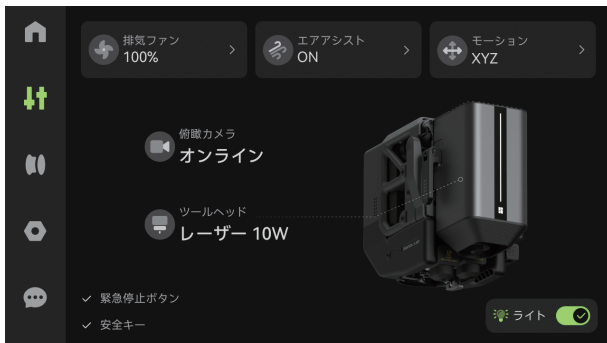 排気ファン
100%
エアアシスト
ON
モーション
XYZ
俯瞰カメラ
オンライン
ツールヘッド
レーザー 10W
緊急停止ボタン
安全キー
ライト